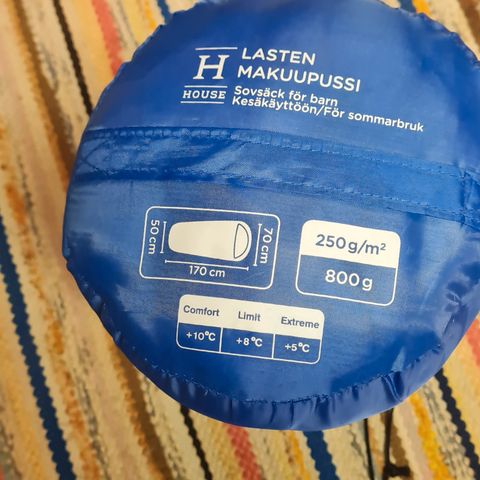 H
HOUSE
LASTEN
MAKUUPUSSI
Sovsäck för barn
Kesäkäyttöön/För sommarbruk
50 cm
70 cm
170 cm
250 g/m²
800 g
Comfort Limit Extreme
+10°C +8°C +5°C